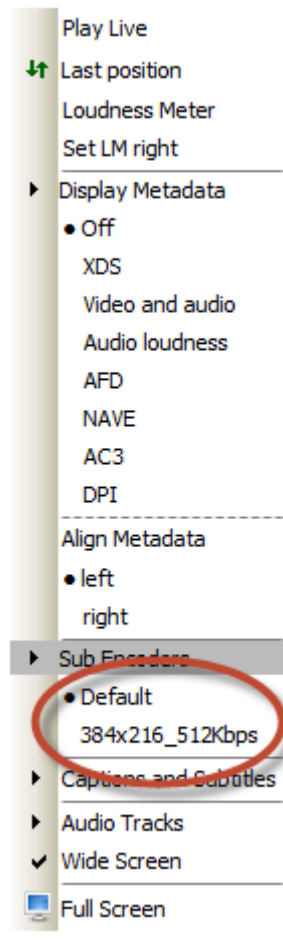 Play Live
Last position
Loudness Meter
Set LM right
Display Metadata
Off
XDS
Video and audio
Audio loudness
AFD
NAVE
AC3
DPI
Align Metadata
left
right
Sub Encoders
Default
384x216_512Kbps
Captions and Subtitles
Audio Tracks
Wide Screen
Full Screen